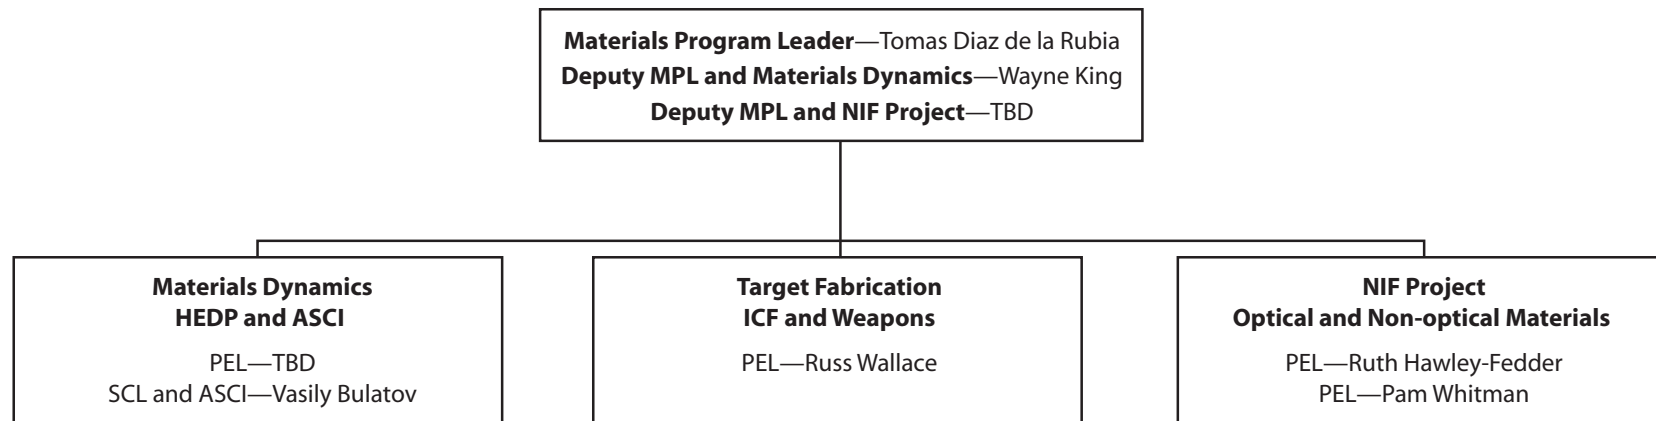 Materials Program Leader—Tomas Diaz de la Rubia
Deputy MPL and Materials Dynamics—Wayne King
Deputy MPL and NIF Project—TBD
Materials Dynamics
HEDP and ASCI
PEL—TBD
SCL and ASCI—Vasily Bulatov
Target Fabrication
ICF and Weapons
PEL—Russ Wallace
NIF Project
Optical and Non-optical Materials
PEL—Ruth Hawley-Fedder
PEL—Pam Whitman